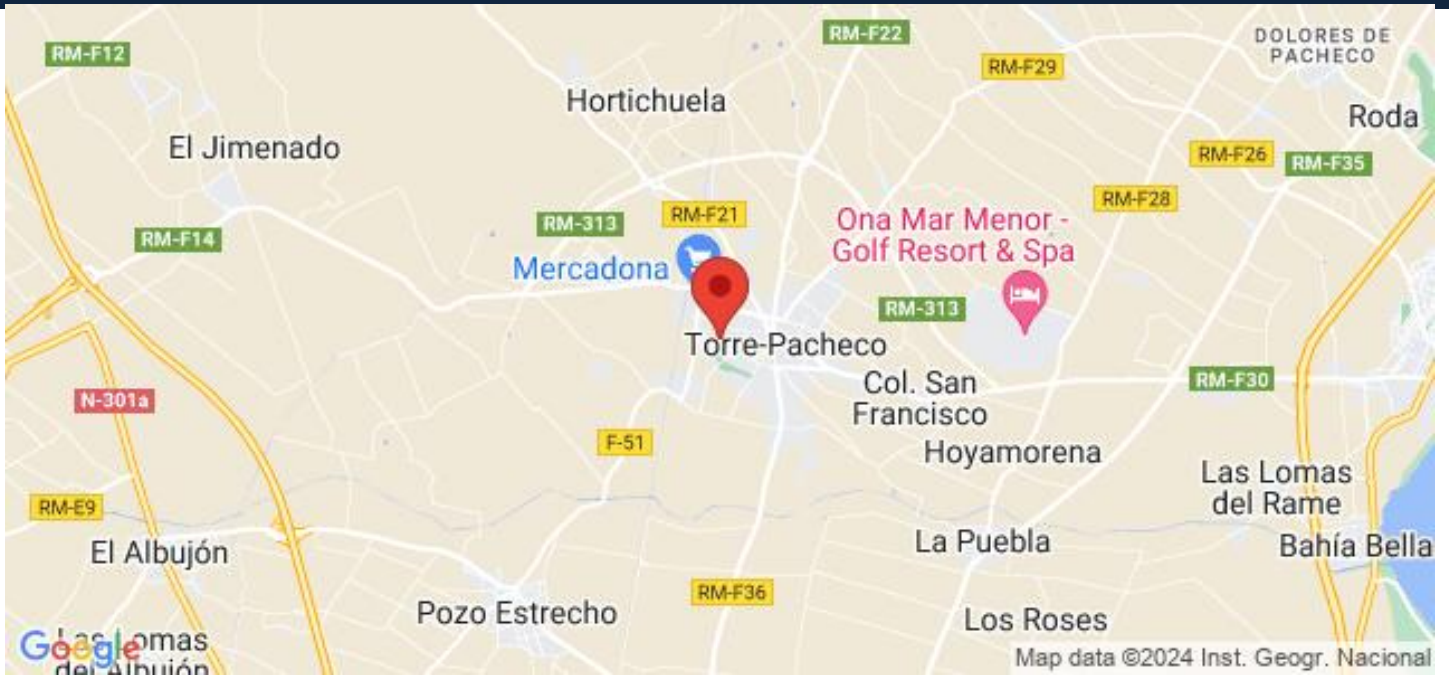 RM-F12
RM-F22
DOLORES DE
PACHECO
RM-F29
Hortichuela
Roda
El Jimenado
RM-F26
RM-F35
RM-F28
RM-313
RM-F21
RM-F14
Ona Mar Menor -
Golf Resort & Spa
Mercadona
RM-313
Torre-Pacheco
RM-F30
N-301a
Col. San
Francisco
F-51
Hoyamorena
Las Lomas
del Rame
RM-E9
El Albujón
La Puebla
Bahía Bella
RM-F36
Pozo Estrecho
Los Roses
Google
Las Lomas
del Albujón
Map data ©2024 Inst. Geogr. Nacional